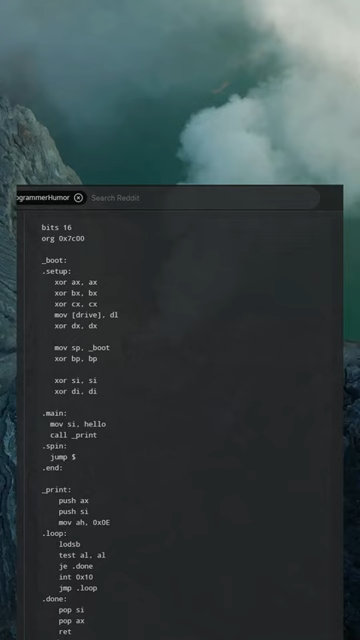 ogrammerHumor Search Reddit
bits 16
org 0x7c00
_boot:
.setup:
xor ax, ax
xor bx, bx
xor cx, cx
mov [drive], dl
xor dx, dx
mov sp, _boot
xor bp, bp
xor si, si
xor di, di
.main:
mov si, hello
call _print
.spin:
jump $
.end:
_print:
push ax
push si
mov ah, 0x0E
.loop:
lodsb
test al, al
je .done
int 0x10
jmp .loop
.done:
pop si
pop ax
ret